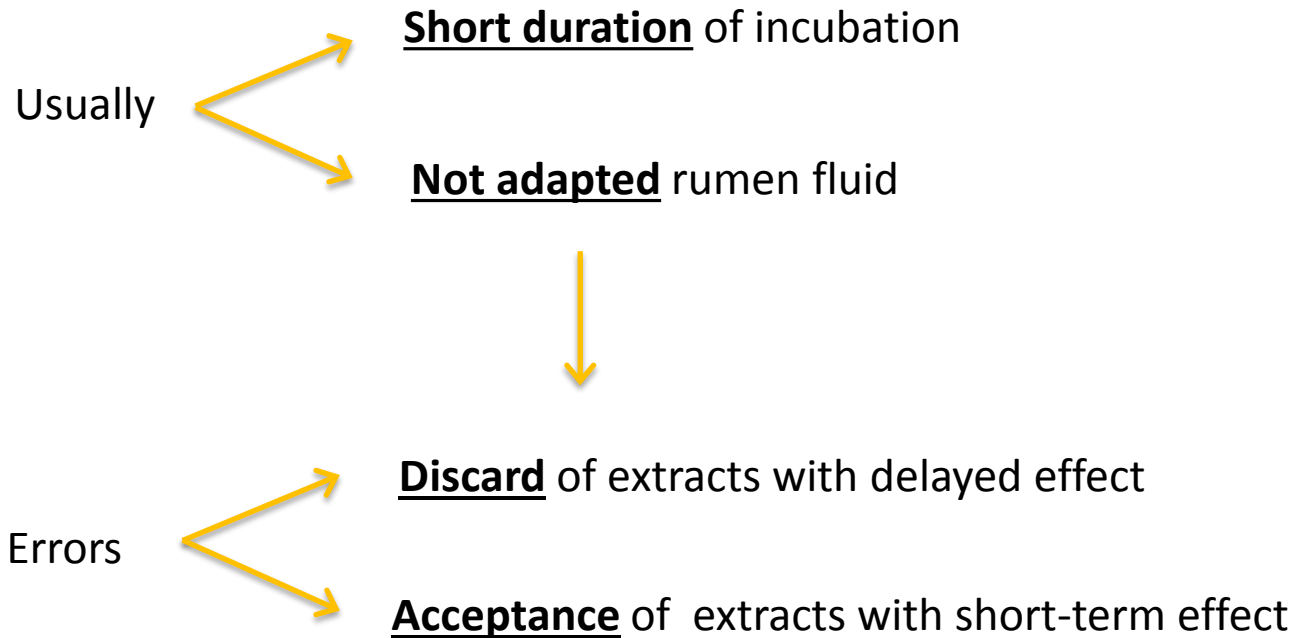 Short duration of incubation
Usually
Not adapted rumen fluid
Discard of extracts with delayed effect
Errors
Acceptance of extracts with short-term effect